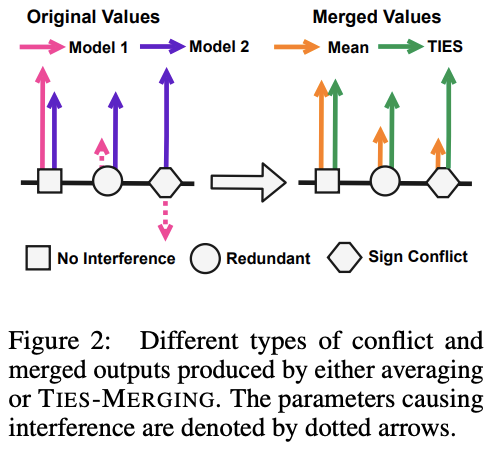 Original Values
Merged Values
Model 1
Model 2
Mean
TIES
No Interference
Redundant
Sign Conflict
Figure 2: Different types of conflict and
merged outputs produced by either averaging
or TIES-MERGING. The parameters causing
interference are denoted by dotted arrows.